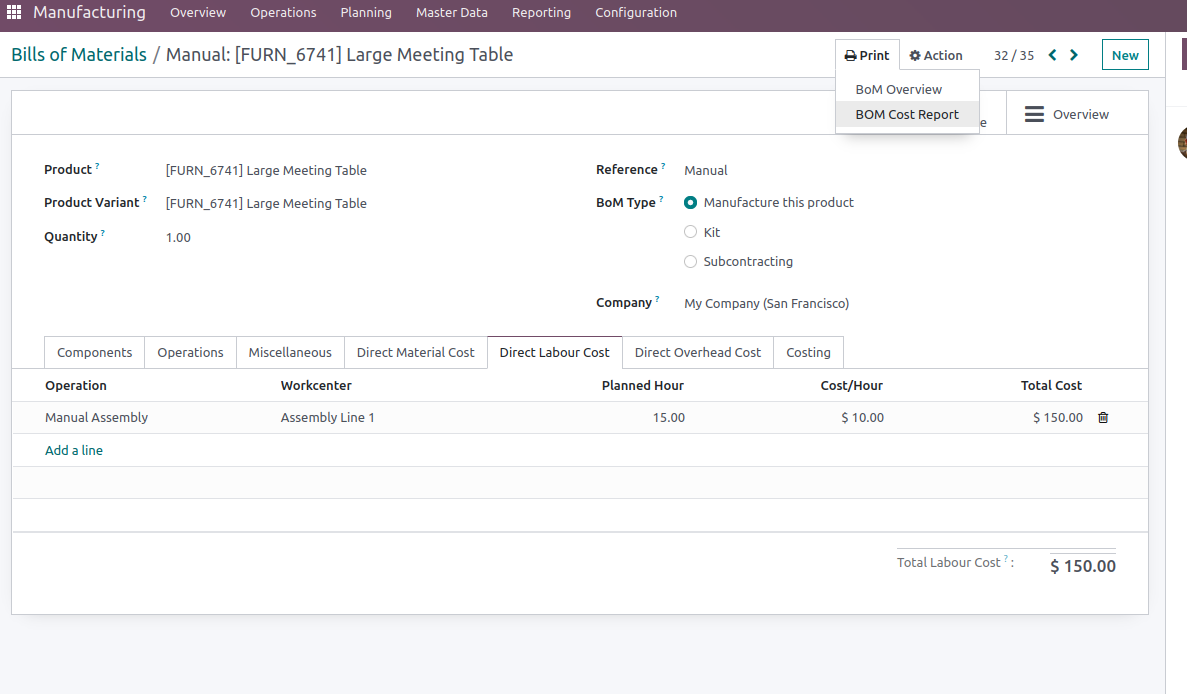 Manufacturing Overview Operations Planning Master Data Reporting Configuration
Bills of Materials / Manual: [FURN_6741] Large Meeting Table Print Action 32 / 35 New
BoM Overview
BOM Cost Report
e Overview
Product ? [FURN_6741] Large Meeting Table Reference ? Manual
Product Variant ? [FURN_6741] Large Meeting Table BoM Type ? Manufacture this product
Quantity ? 1.00 Kit
Subcontracting
Company ? My Company (San Francisco)
Components Operations Miscellaneous Direct Material Cost Direct Labour Cost Direct Overhead Cost Costing
Operation Workcenter Planned Hour Cost/Hour Total Cost
Manual Assembly Assembly Line 1 15.00 $ 10.00 $ 150.00
Add a line
Total Labour Cost ? : $ 150.00